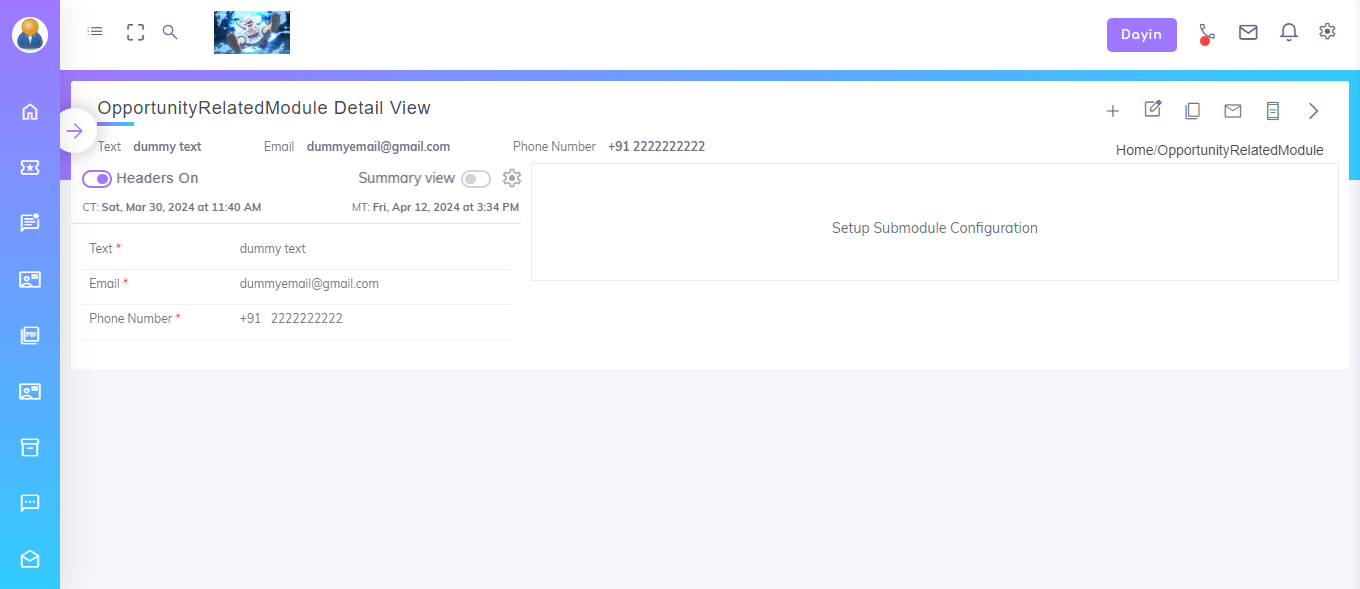 Dayin
OpportunityRelatedModule Detail View
Text dummy text Email dummyemail@gmail.com Phone Number +91 2222222222
Home/OpportunityRelatedModule
Headers On Summary view
CT: Sat, Mar 30, 2024 at 11:40 AM MT: Fri, Apr 12, 2024 at 3:34 PM
Setup Submodule Configuration
Text * dummy text
Email * dummyemail@gmail.com
Phone Number * +91 2222222222
PDF